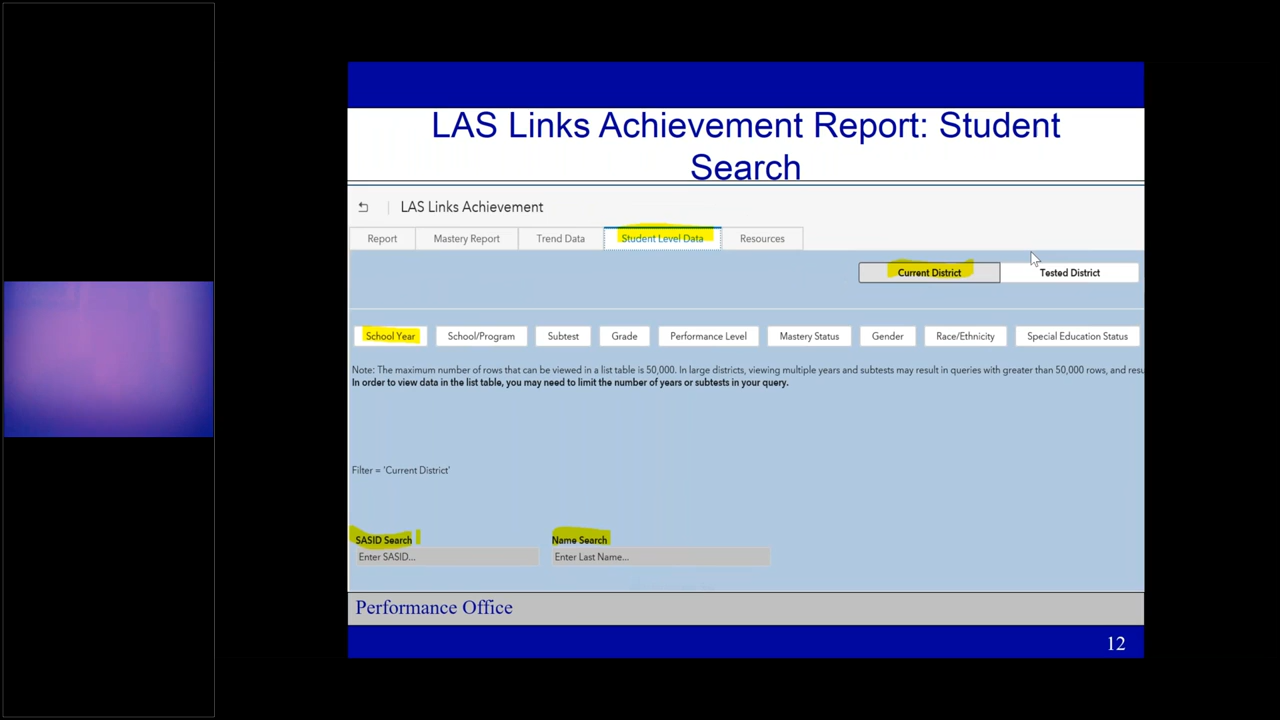 LAS Links Achievement Report: Student
Search
LAS Links Achievement
Report Mastery Report Trend Data Student Level Data Resources
Current District Tested District
School Year School/Program Subtest Grade Performance Level Mastery Status Gender Race/Ethnicity Special Education Status
Note: The maximum number of rows that can be viewed in a list table is 50,000. In large districts, viewing multiple years and subtests may result in queries with greater than 50,000 rows, and resu
In order to view data in the list table, you may need to limit the number of years or subtests in your query.
Filter = 'Current District'
SASID Search Name Search
Enter SASID... Enter Last Name...
Performance Office
12